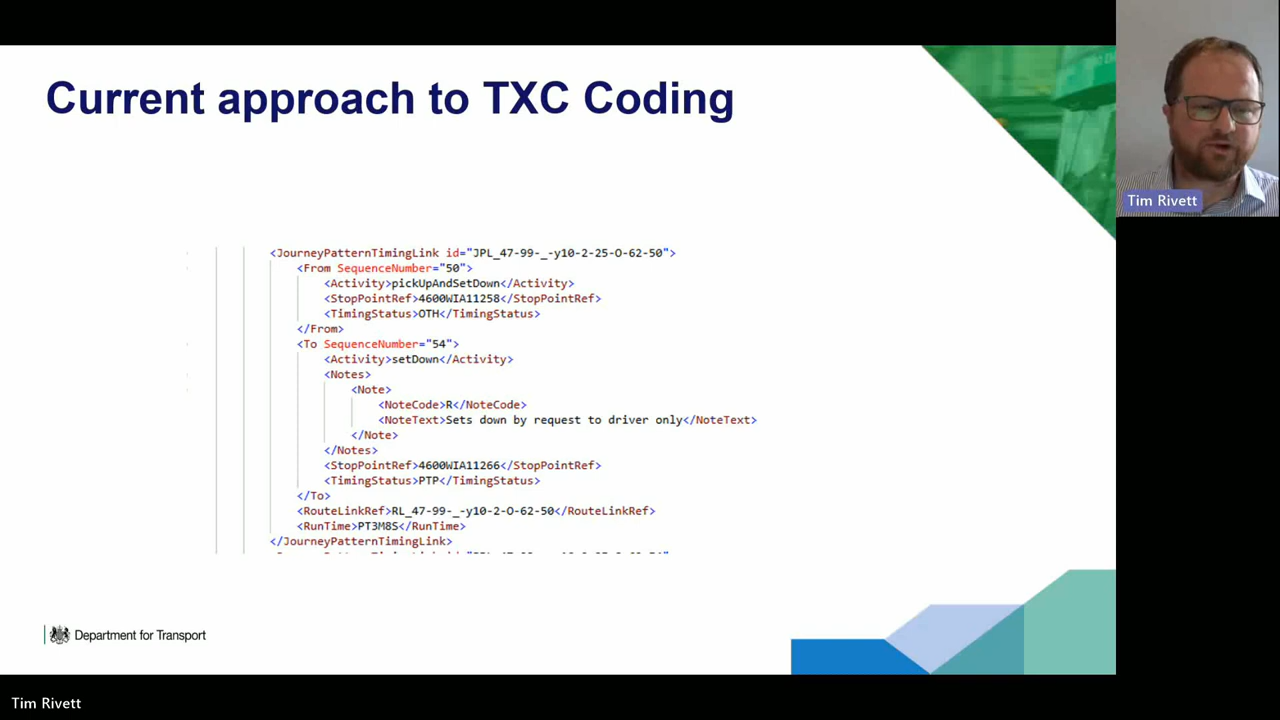 Current approach to TXC Coding
<JourneyPatternTimingLink id="JPL_47-99-_-y10-2-25-O-62-50">
<From SequenceNumber="50">
<Activity>pickUpAndSetDown</Activity>
<StopPointRef>4600WIA11258</StopPointRef>
<TimingStatus>OTH</TimingStatus>
</From>
<To SequenceNumber="54">
<Activity>setDown</Activity>
<Notes>
<Note>
<NoteCode>R</NoteCode>
<NoteText>Sets down by request to driver only</NoteText>
</Note>
</Notes>
<StopPointRef>4600WIA11266</StopPointRef>
<TimingStatus>PTP</TimingStatus>
</To>
<RouteLinkRef>RL_47-99-_-y10-2-O-62-50</RouteLinkRef>
<RunTime>PT3M8S</RunTime>
</JourneyPatternTimingLink>
Department for Transport
Tim Rivett
Tim Rivett